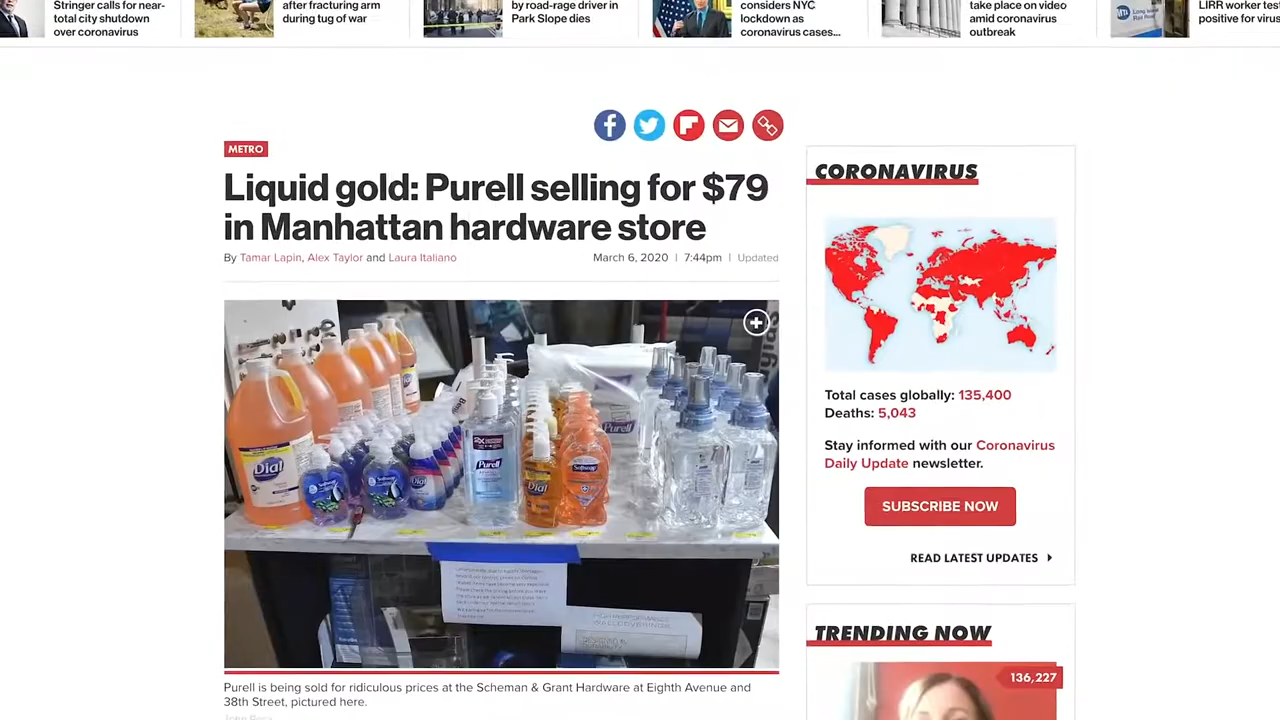 Stringer calls for near-
total city shutdown
over coronavirus
after fracturing arm
during tug of war
by road-rage driver in
Park Slope dies
considers NYC
lockdown as
coronavirus cases...
take place on video
amid coronavirus
outbreak
LIRR worker test
positive for virus
METRO
Liquid gold: Purell selling for $79
in Manhattan hardware store
By Tamar Lapin, Alex Taylor and Laura Italiano
March 6, 2020 | 7:44pm | Updated
Dial
Purell
Dial
Softsoap
Purell
Purell is being sold for ridiculous prices at the Scheman & Grant Hardware at Eighth Avenue and
38th Street, pictured here.
CORONAVIRUS
Total cases globally: 135,400
Deaths: 5,043
Stay informed with our Coronavirus
Daily Update newsletter.
SUBSCRIBE NOW
READ LATEST UPDATES
TRENDING NOW
136,227